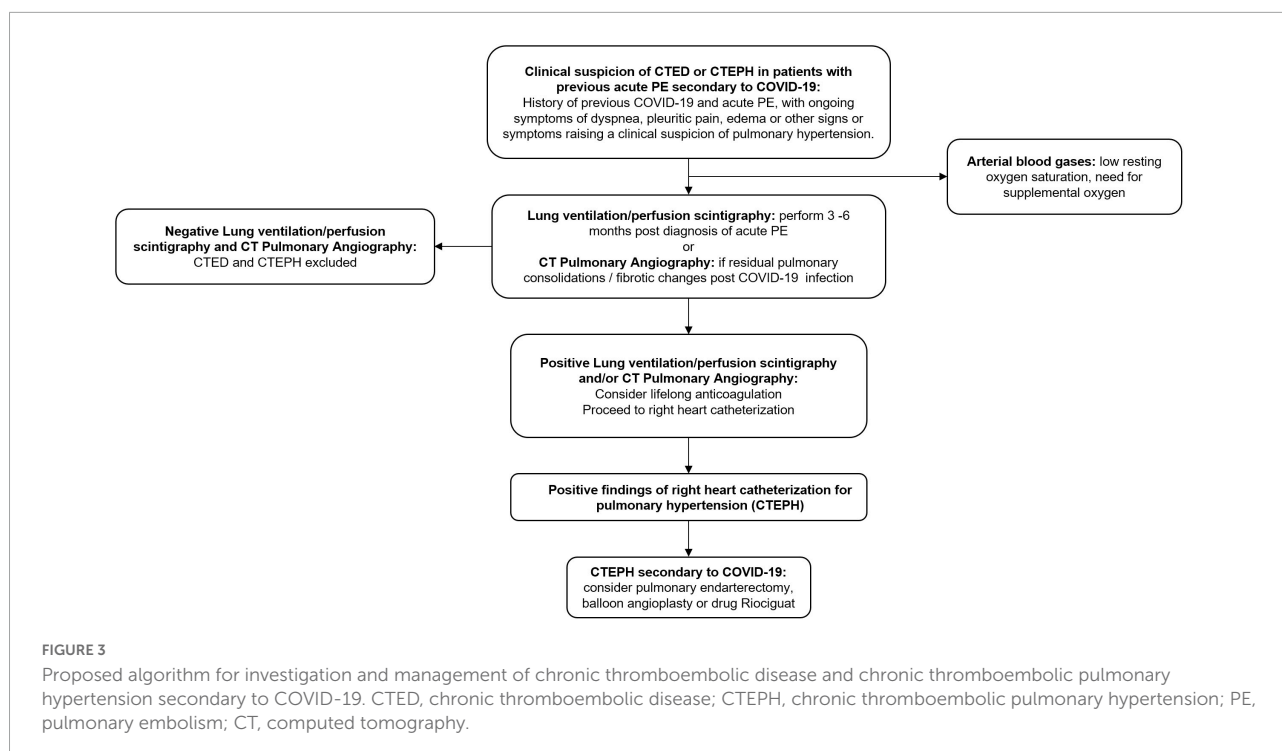 Clinical suspicion of CTED or CTEPH in patients with
previous acute PE secondary to COVID-19:
History of previous COVID-19 and acute PE, with ongoing
symptoms of dyspnea, pleuritic pain, edema or other signs or
symptoms raising a clinical suspicion of pulmonary hypertension.
Arterial blood gases: low resting
oxygen saturation, need for
supplemental oxygen
Lung ventilation/perfusion scintigraphy: perform 3 -6
months post diagnosis of acute PE
or
CT Pulmonary Angiography: if residual pulmonary
consolidations / fibrotic changes post COVID-19 infection
Negative Lung ventilation/perfusion
scintigraphy and CT Pulmonary Angiography:
CTED and CTEPH excluded
Positive Lung ventilation/perfusion scintigraphy
and/or CT Pulmonary Angiography:
Consider lifelong anticoagulation
Proceed to right heart catheterization
Positive findings of right heart catheterization for
pulmonary hypertension (CTEPH)
CTEPH secondary to COVID-19:
consider pulmonary endarterectomy,
balloon angioplasty or drug Riociguat
FIGURE 3
Proposed algorithm for investigation and management of chronic thromboembolic disease and chronic thromboembolic pulmonary
hypertension secondary to COVID-19. CTED, chronic thromboembolic disease; CTEPH, chronic thromboembolic pulmonary hypertension; PE,
pulmonary embolism; CT, computed tomography.